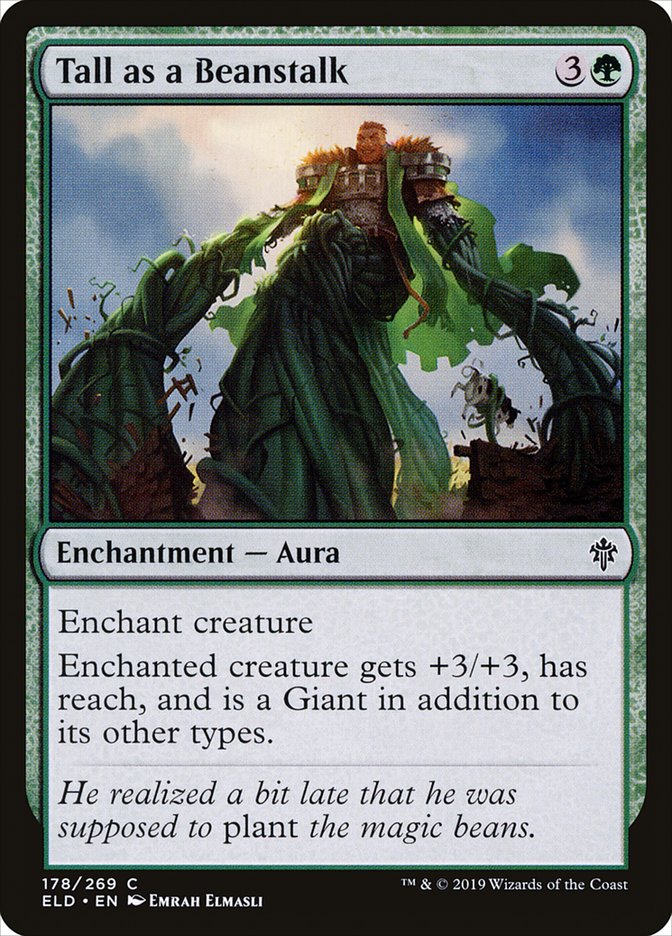 Tall as a Beanstalk 3
Enchantment — Aura
Enchant creature
Enchanted creature gets +3/+3, has
reach, and is a Giant in addition to
its other types.
He realized a bit late that he was
supposed to plant the magic beans.
178/269 C
ELD • EN Emrah Elmasli
™ & © 2019 Wizards of the Coast